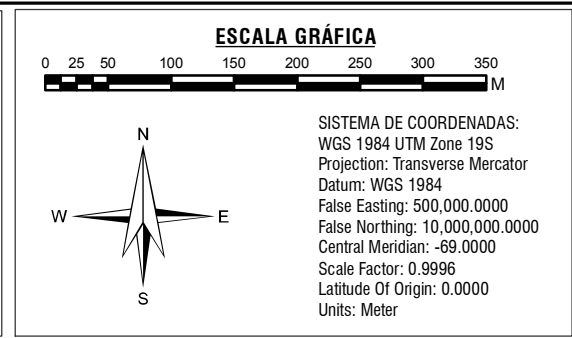 ESCALA GRÁFICA
0 25 50 100 150 200 250 300 350
M
N
W E
S
SISTEMA DE COORDENADAS:
WGS 1984 UTM Zone 19S
Projection: Transverse Mercator
Datum: WGS 1984
False Easting: 500,000.0000
False Northing: 10,000,000.0000
Central Meridian: -69.0000
Scale Factor: 0.9996
Latitude Of Origin: 0.0000
Units: Meter